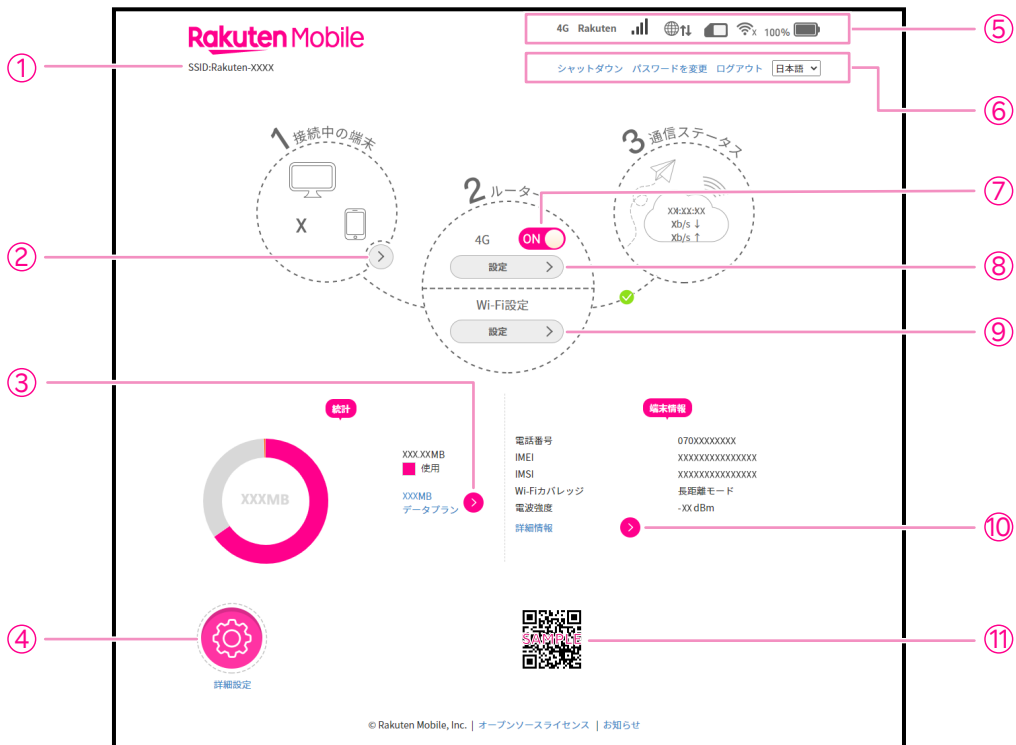 Rakuten Mobile
SSID:Rakuten-XXXX
4G Rakuten X 100%
シャットダウン パスワードを変更 ログアウト 日本語
①
②
③
④
⑤
⑥
⑦
⑧
⑨
⑩
⑪
1 接続中の端末
X
2 ルーター
4G ON
設定
Wi-Fi設定
設定
3 通信ステータス
XX:XX:XX
Xb/s ↓
Xb/s ↑
統計
XXXMB
XXX.XXMB
使用
XXXMB
データプラン
端末情報
電話番号 070XXXXXXXX
IMEI XXXXXXXXXXXXXXX
IMSI XXXXXXXXXXXXXXX
Wi-Fiカバレッジ 長距離モード
電波強度 -XX dBm
詳細情報
詳細設定
SAMPLE
© Rakuten Mobile, Inc. | オープンソースライセンス | お知らせ